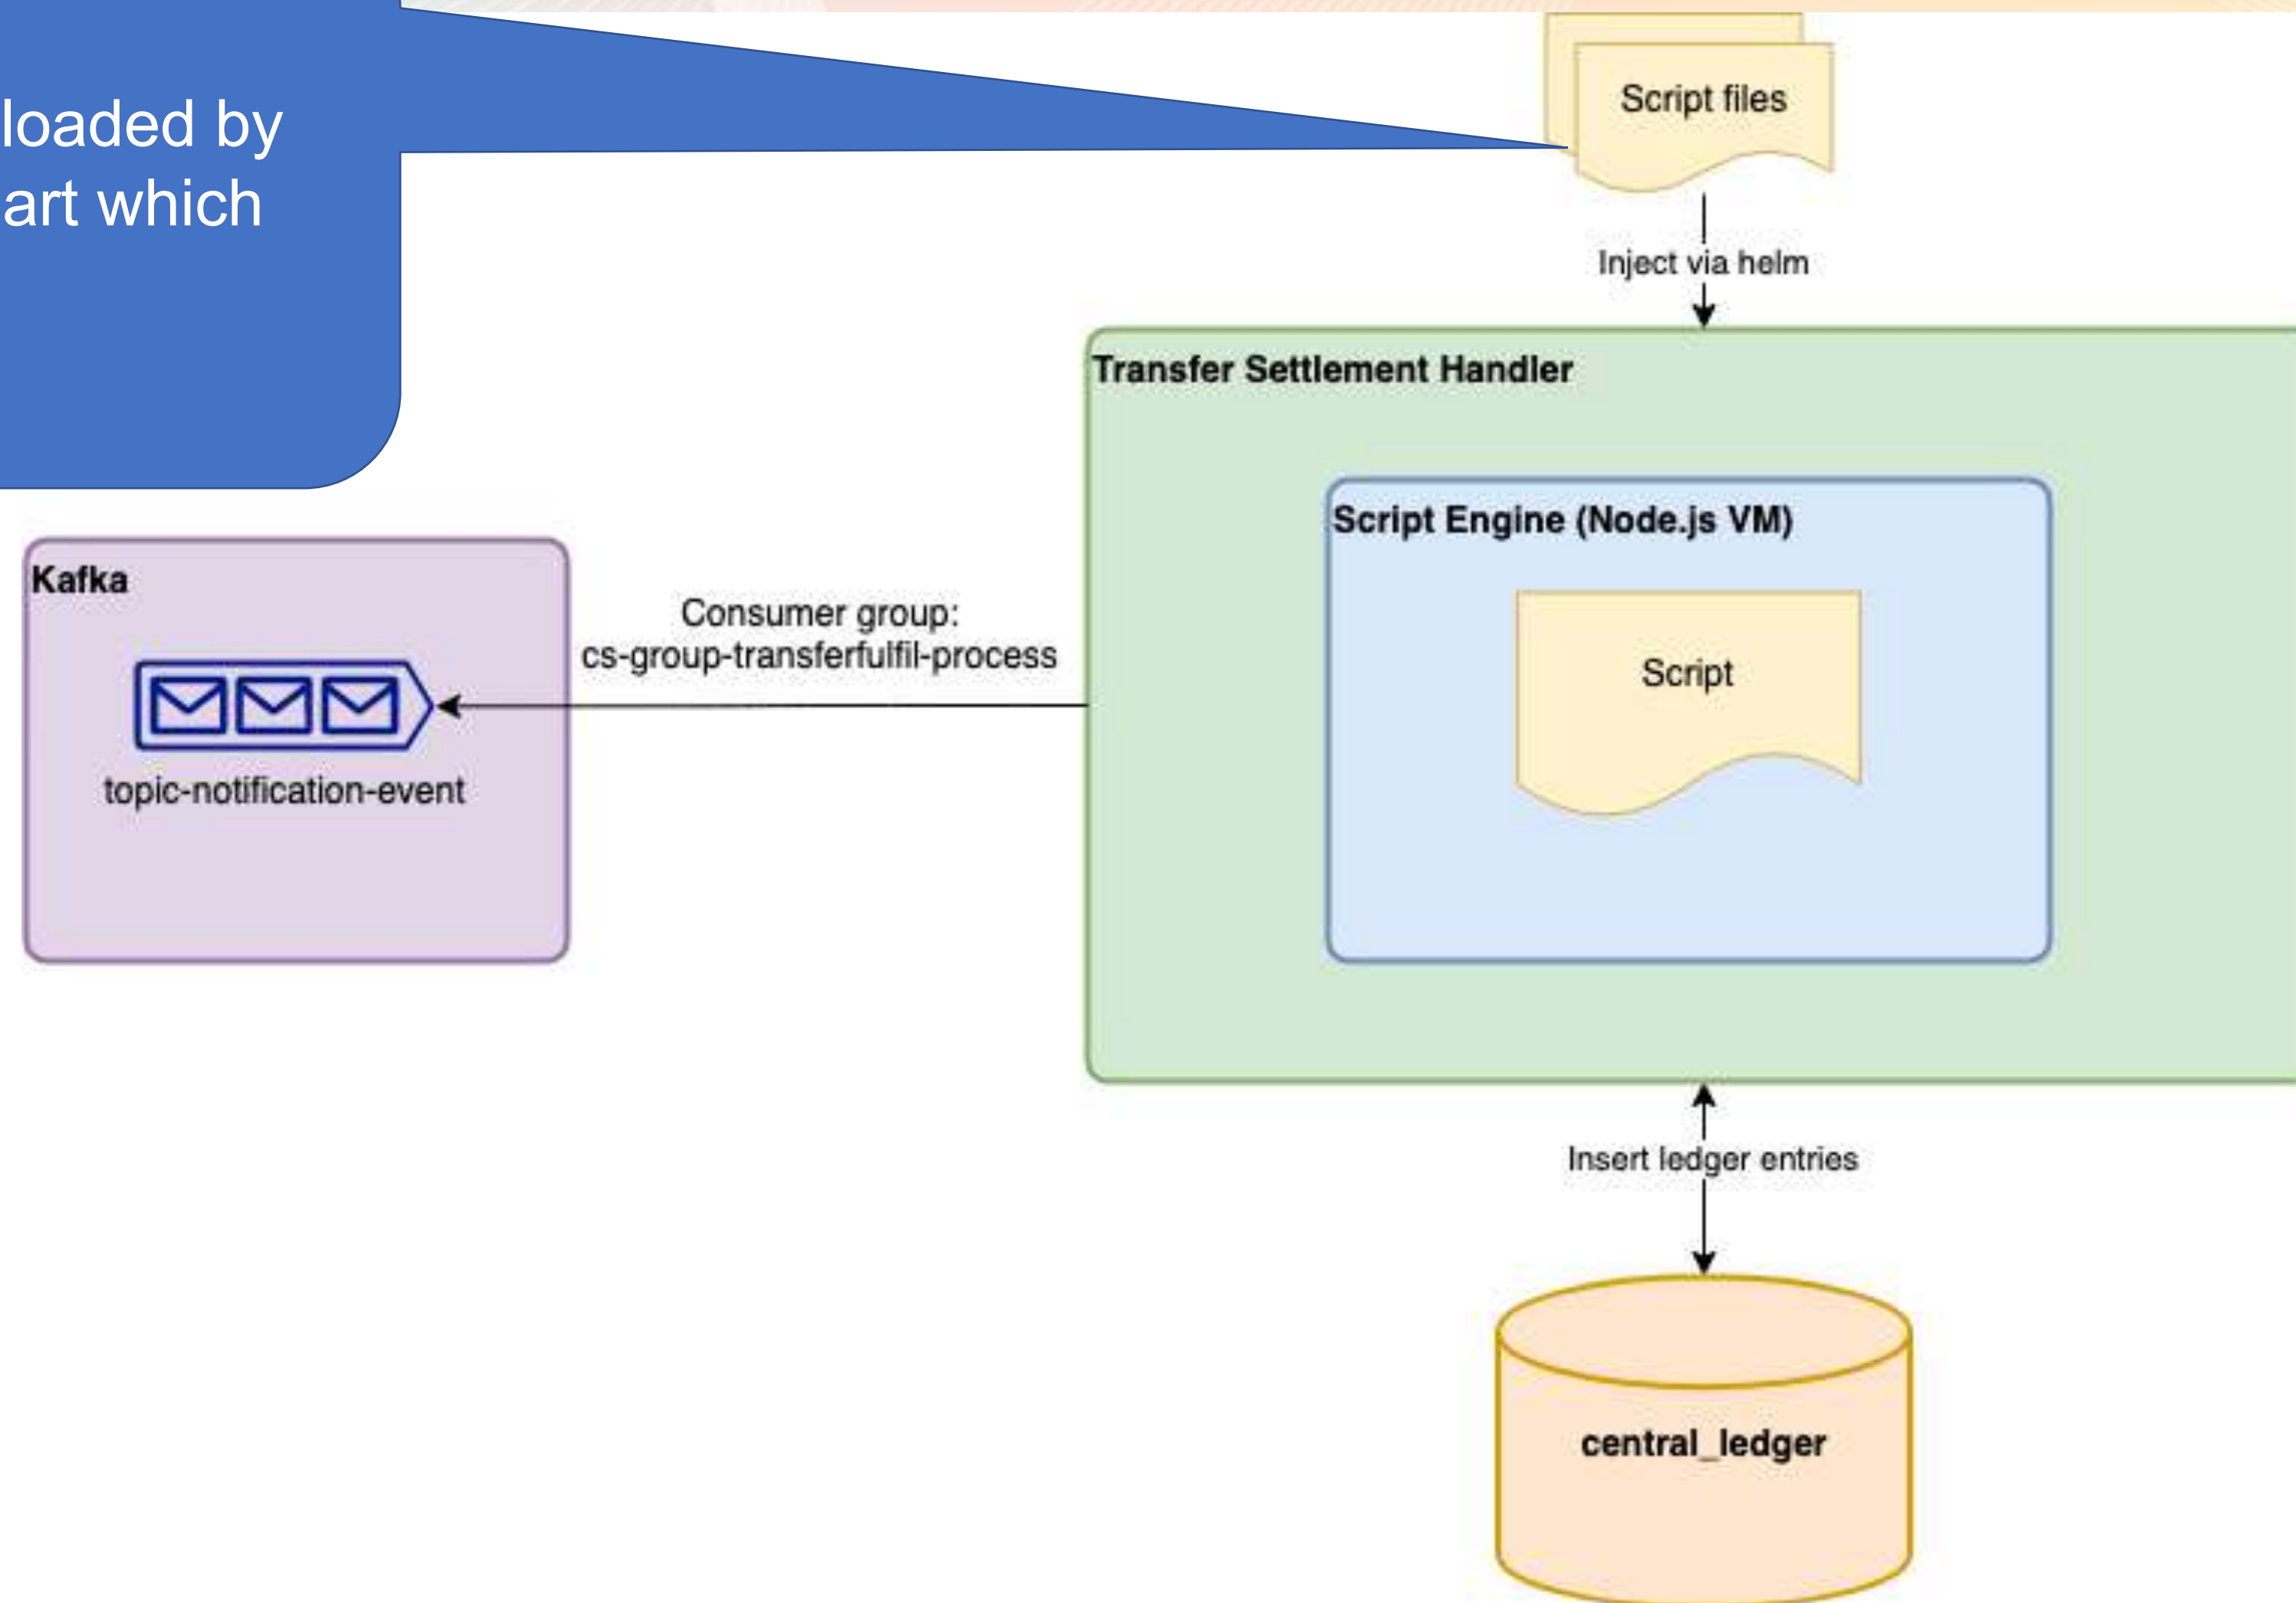 loaded by
art which
Script files
Inject via helm
Transfer Settlement Handler
Script Engine (Node.js VM)
Script
Kafka
Consumer group:
cs-group-transferfulfil-process
topic-notification-event
Insert ledger entries
central_ledger